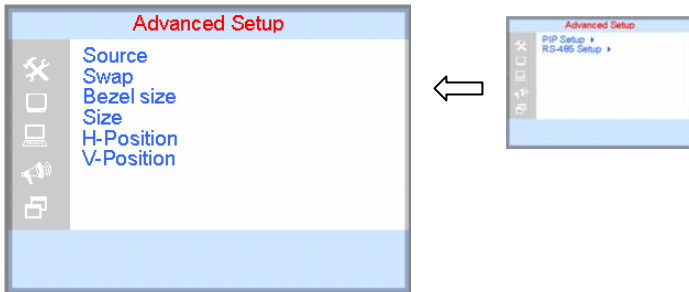 Advanced Setup
Source
Swap
Bezel size
Size
H-Position
V-Position
Advanced Setup
PIP Setup
RS-485 Setup